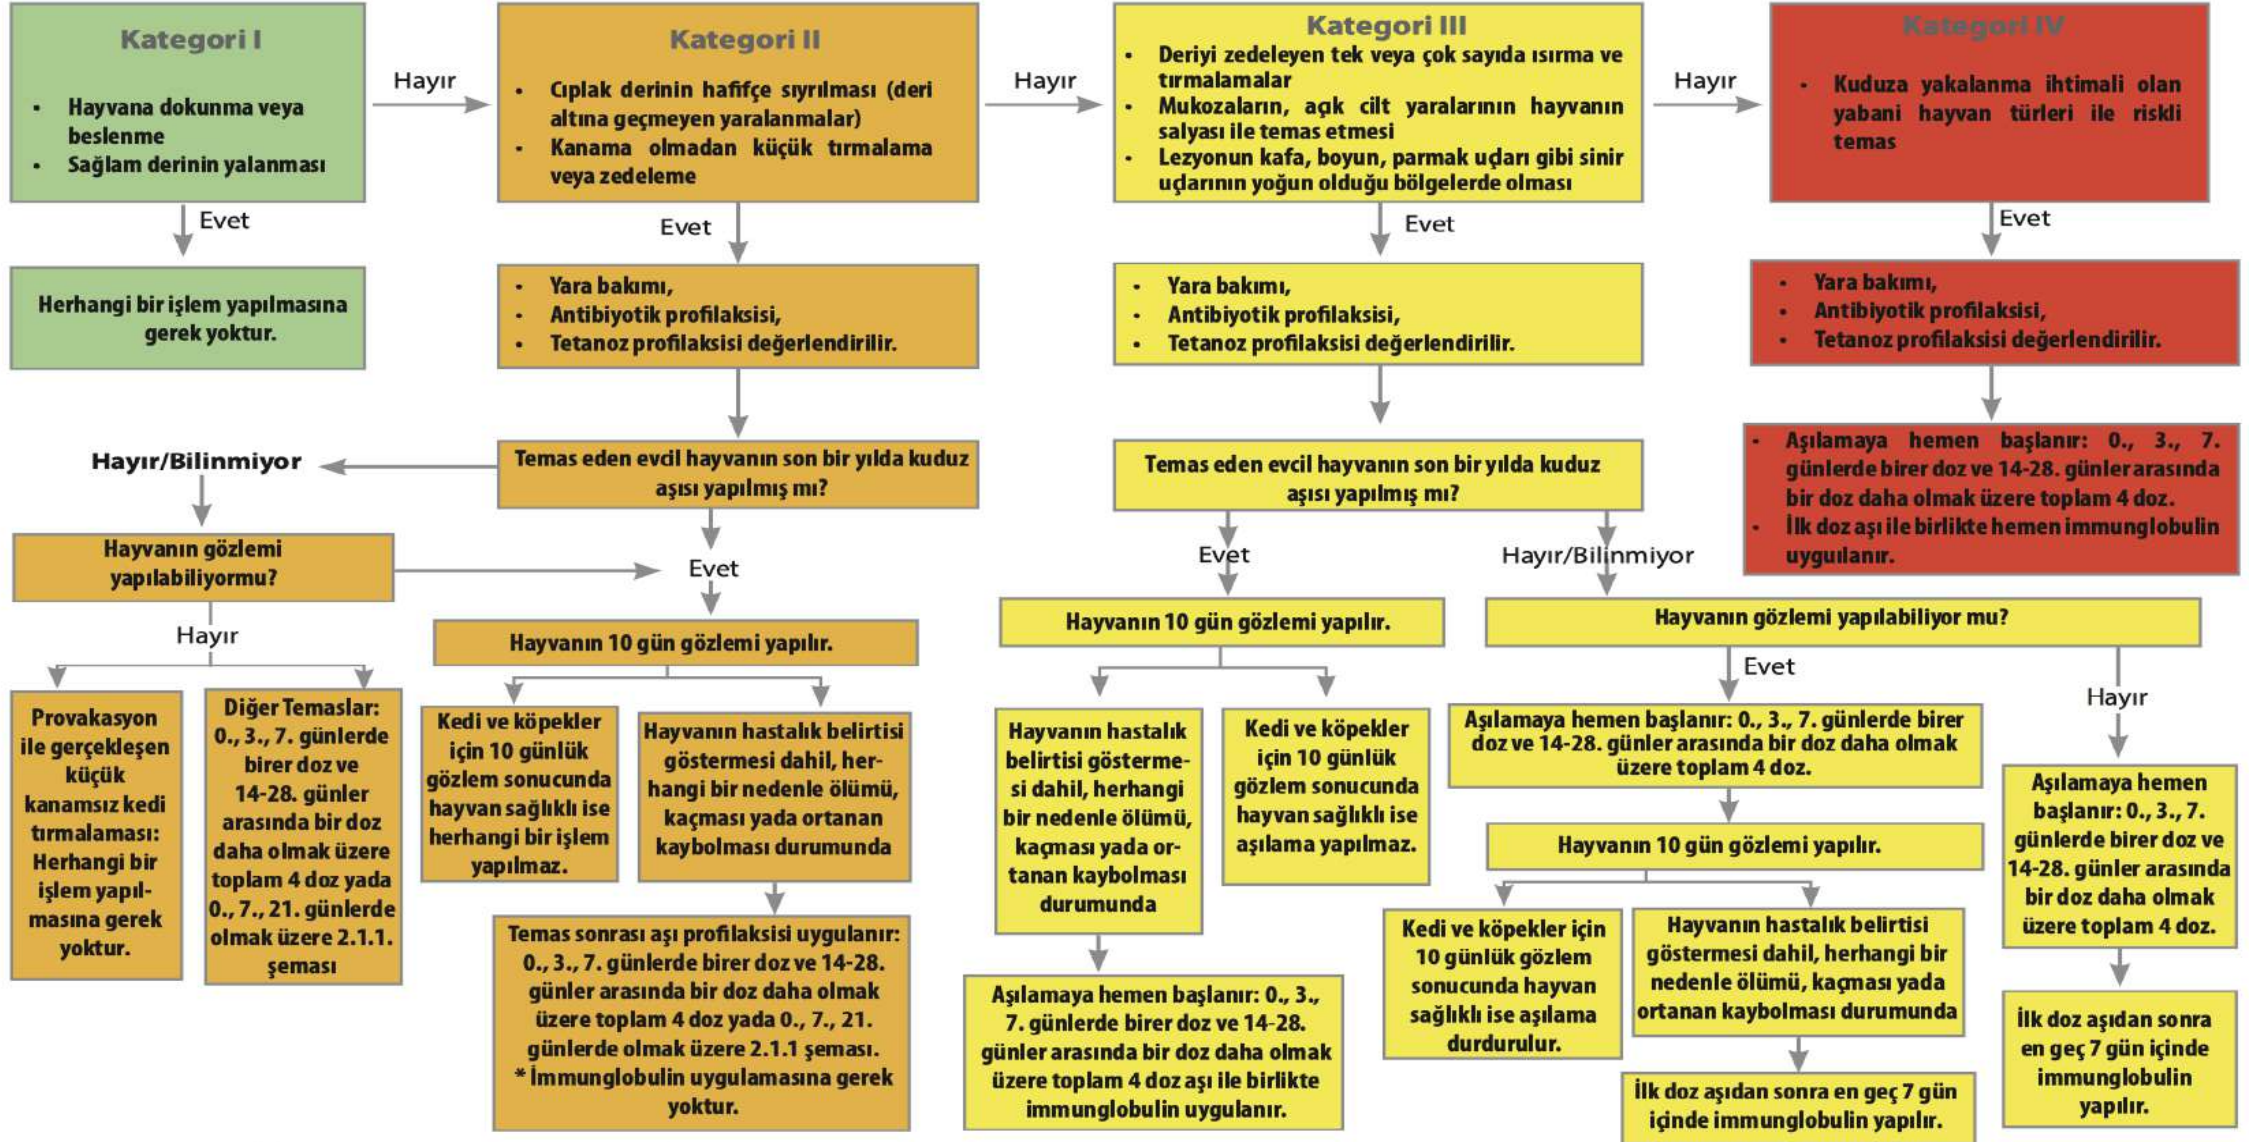 Kategori I
• Hayvana dokunma veya
beslenme
• Sağlam derinin yalanması
Hayır
Kategori II
• Cıplak derinin hafifçe sıyrılması (deri
altına geçmeyen yaralanmalar)
• Kanama olmadan küçük tırmalama
veya zedeleme
Hayır
Kategori III
• Deriyi zedeleyen tek veya çok sayıda ısırma ve
tırmalamalar
• Mukozaların, açık cilt yaralarının hayvanın
salyası ile temas etmesi
• Lezyonun kafa, boyun, parmak uçları gibi sinir
uçlarının yoğun olduğu bölgelerde olması
Hayır
Kategori IV
• Kuduza yakalanma ihtimali olan
yabani hayvan türleri ile riskli
temas
Evet
Evet
Evet
Evet
Herhangi bir işlem yapılmasına
gerek yoktur.
• Yara bakımı,
• Antibiyotik profilaksisi,
• Tetanoz profilaksisi değerlendirilir.
• Yara bakımı,
• Antibiyotik profilaksisi,
• Tetanoz profilaksisi değerlendirilir.
• Yara bakımı,
• Antibiyotik profilaksisi,
• Tetanoz profilaksisi değerlendirilir.
Hayır/Bilinmiyor
Temas eden evcil hayvanın son bir yılda kuduz
aşısı yapılmış mı?
Temas eden evcil hayvanın son bir yılda kuduz
aşısı yapılmış mı?
• Aşılamaya hemen başlanır: 0., 3., 7.
günlerde birer doz ve 14-28. günler arasında
bir doz daha olmak üzere toplam 4 doz.
• İlk doz aşı ile birlikte hemen immunglobulin
uygulanır.
Hayvanın gözlemi
yapılabiliyormu?
Evet
Evet
Hayır/Bilinmiyor
Hayır
Hayvanın 10 gün gözlemi yapılır.
Hayvanın 10 gün gözlemi yapılır.
Hayvanın gözlemi yapılabiliyor mu?
Evet
Hayır
Provakasyon
ile gerçekleşen
küçük
kanamsız kedi
tırmalaması:
Herhangi bir
işlem yapıl-
masına gerek
yoktur.
Diğer Temaslar:
0., 3., 7. günlerde
birer doz ve
14-28. günler
arasında bir doz
daha olmak üzere
toplam 4 doz yada
0., 7., 21. günlerde
olmak üzere 2.1.1.
şeması
Kedi ve köpekler
için 10 günlük
gözlem sonucunda
hayvan sağlıklı ise
herhangi bir işlem
yapılmaz.
Hayvanın hastalık belirtisi
göstermesi dahil, her-
hangi bir nedenle ölümü,
kaçması yada ortanan
kaybolması durumunda
Temas sonrası aşı profilaksisi uygulanır:
0., 3., 7. günlerde birer doz ve 14-28.
günler arasında bir doz daha olmak
üzere toplam 4 doz yada 0., 7., 21.
günlerde olmak üzere 2.1.1 şeması.
* İmmunglobulin uygulamasına gerek
yoktur.
Hayvanın hastalık
belirtisi gösterme-
si dahil, herhangi
bir nedenle ölümü,
kaçması yada or-
tanan kaybolması
durumunda
Kedi ve köpekler
için 10 günlük
gözlem sonucunda
hayvan sağlıklı ise
aşılama yapılmaz.
Aşılamaya hemen başlanır: 0., 3.,
7. günlerde birer doz ve 14-28.
günler arasında bir doz daha olmak
üzere toplam 4 doz aşı ile birlikte
immunglobulin uygulanır.
Aşılamaya hemen başlanır: 0., 3., 7. günlerde birer
doz ve 14-28. günler arasında bir doz daha olmak
üzere toplam 4 doz.
Hayvanın 10 gün gözlemi yapılır.
Kedi ve köpekler için
10 günlük gözlem
sonucunda hayvan
sağlıklı ise aşılama
durdurulur.
Hayvanın hastalık belirtisi
göstermesi dahil, herhangi bir
nedenle ölümü, kaçması yada
ortanan kaybolması durumunda
İlk doz aşıdan sonra en geç 7 gün
içinde immunglobulin yapılır.
Aşılamaya hemen
başlanır: 0., 3., 7.
günlerde birer doz ve
14-28. günler arasında
bir doz daha olmak
üzere toplam 4 doz.
İlk doz aşıdan sonra
en geç 7 gün içinde
immunglobulin
yapılır.